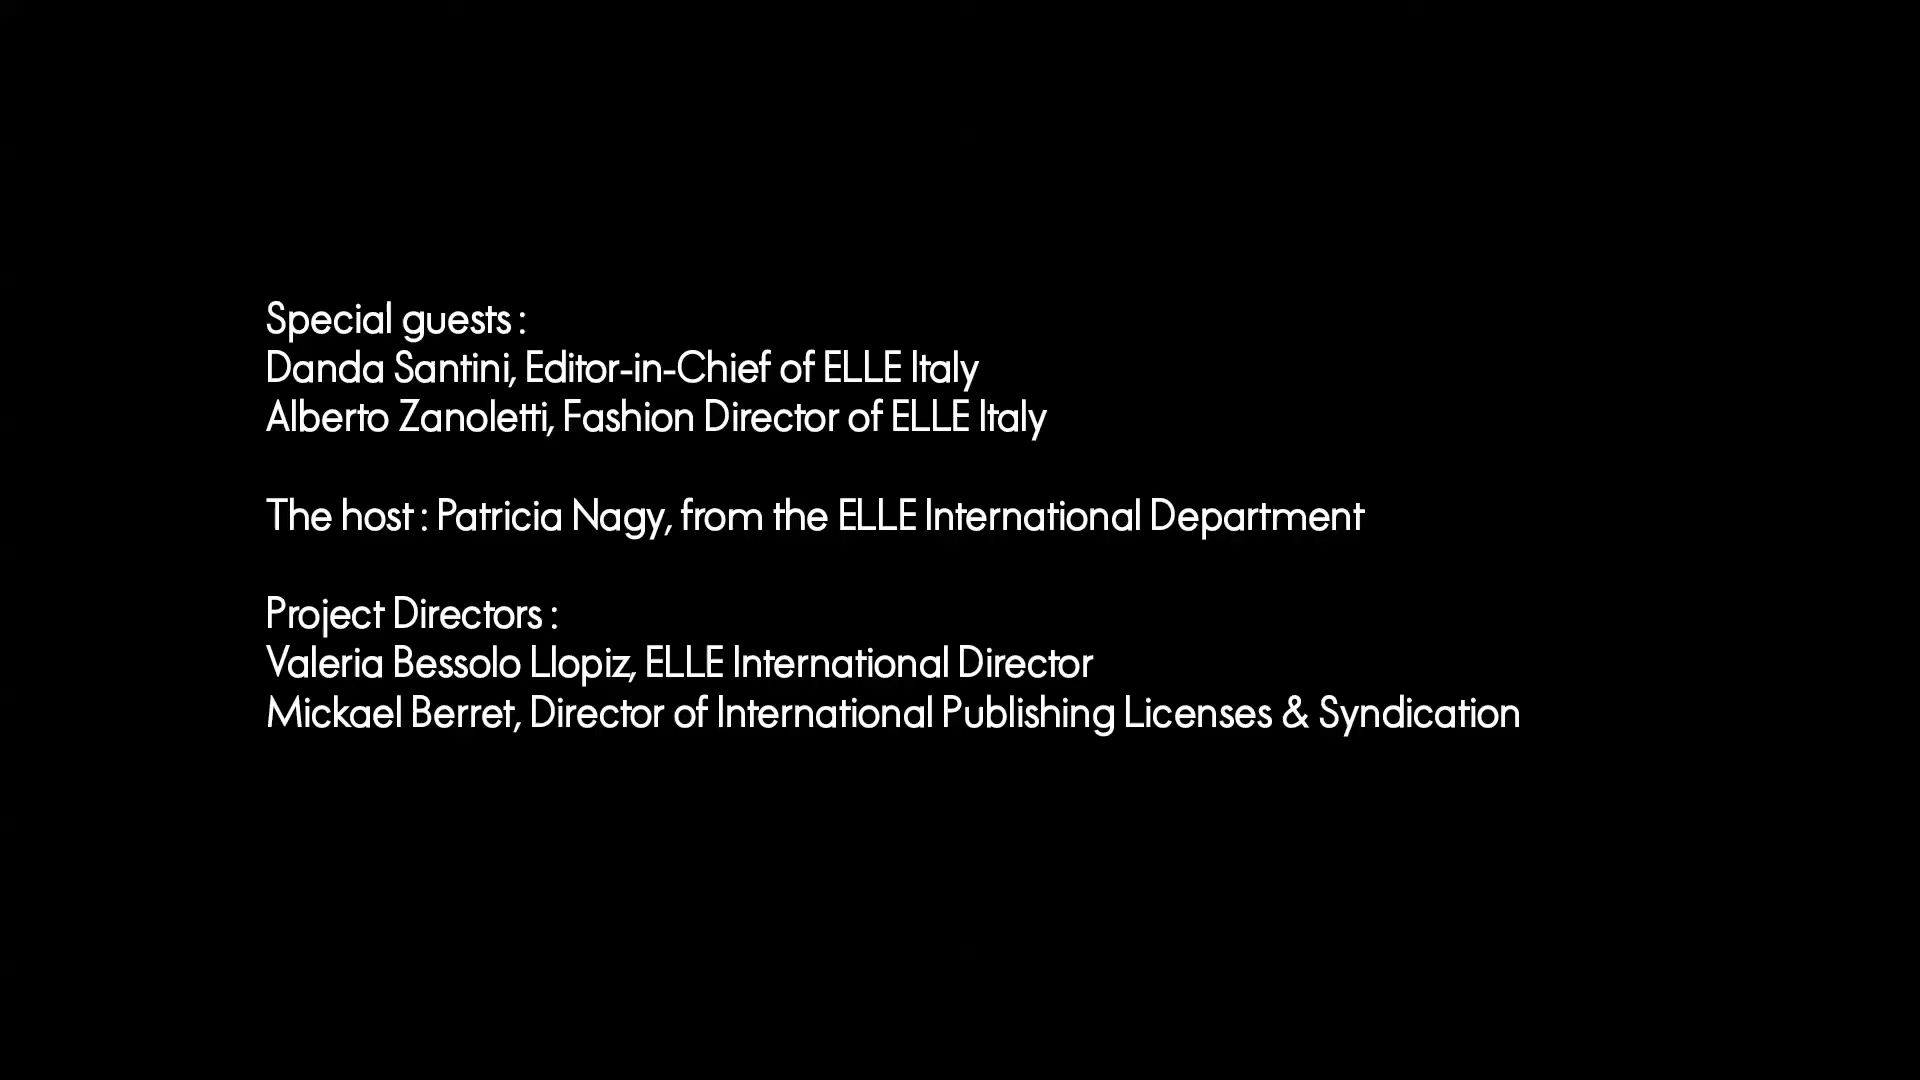 Special guests :
Danda Santini, Editor-in-Chief of ELLE Italy
Alberto Zanoletti, Fashion Director of ELLE Italy
The host : Patricia Nagy, from the ELLE International Department
Project Directors :
Valeria Bessolo Llopiz, ELLE International Director
Mickael Berret, Director of International Publishing Licenses & Syndication